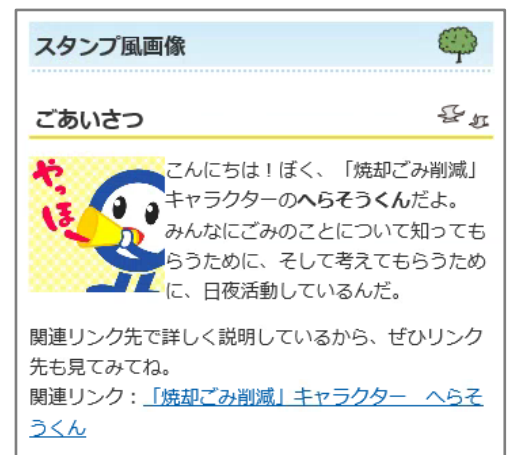 スタンプ風画像
ごあいさつ
やっほー
こんにちは！ぼく、「焼却ごみ削減」
キャラクターのへらそうくんだよ。
みんなにごみのことについて知っても
らうために、そして考えてもらうため
に、日夜活動しているんだ。
関連リンク先で詳しく説明しているから、ぜひリンク
先も見てみてね。
関連リンク：「焼却ごみ削減」キャラクター　へらそ
うくん